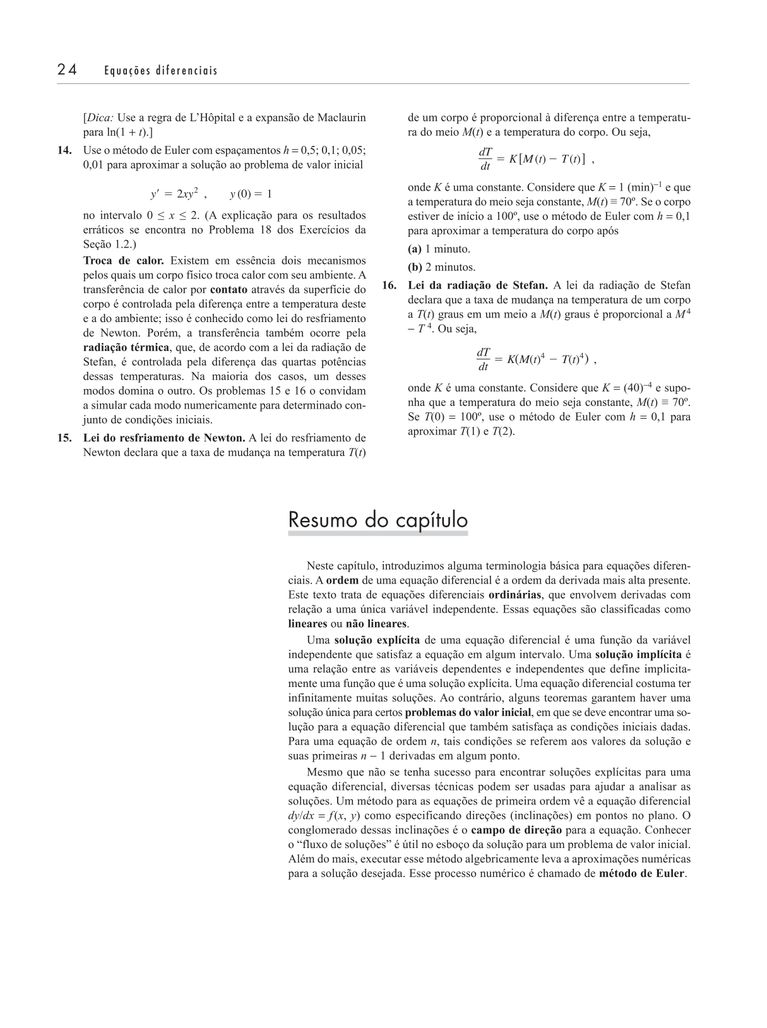 24 Equações diferenciais
[Dica: Use a regra de L’Hôpital e a expansão de Maclaurin
para ln(1 + t).]
14. Use o método de Euler com espaçamentos h = 0,5; 0,1; 0,05;
0,01 para aproximar a solução ao problema de valor inicial
y′ = 2xy² , y (0) = 1
no intervalo 0 ≤ x ≤ 2. (A explicação para os resultados
erráticos se encontra no Problema 18 dos Exercícios da
Seção 1.2.)
Troca de calor. Existem em essência dois mecanismos
pelos quais um corpo físico troca calor com seu ambiente. A
transferência de calor por contato através da superfície do
corpo é controlada pela diferença entre a temperatura deste
e a do ambiente; isso é conhecido como lei do resfriamento
de Newton. Porém, a transferência também ocorre pela
radiação térmica, que, de acordo com a lei da radiação de
Stefan, é controlada pela diferença das quartas potências
dessas temperaturas. Na maioria dos casos, um desses
modos domina o outro. Os problemas 15 e 16 o convidam
a simular cada modo numericamente para determinado con-
junto de condições iniciais.
15. Lei do resfriamento de Newton. A lei do resfriamento de
Newton declara que a taxa de mudança na temperatura T(t)
de um corpo é proporcional à diferença entre a temperatu-
ra do meio M(t) e a temperatura do corpo. Ou seja,
dT/dt = K[M (t) − T (t)] ,
onde K é uma constante. Considere que K = 1 (min)⁻¹ e que
a temperatura do meio seja constante, M(t) ≡ 70º. Se o corpo
estiver de início a 100º, use o método de Euler com h = 0,1
para aproximar a temperatura do corpo após
(a) 1 minuto.
(b) 2 minutos.
16. Lei da radiação de Stefan. A lei da radiação de Stefan
declara que a taxa de mudança na temperatura de um corpo
a T(t) graus em um meio a M(t) graus é proporcional a M⁴
− T⁴. Ou seja,
dT/dt = K(M(t)⁴ − T(t)⁴) ,
onde K é uma constante. Considere que K = (40)⁻⁴ e supo-
nha que a temperatura do meio seja constante, M(t) ≡ 70º.
Se T(0) = 100º, use o método de Euler com h = 0,1 para
aproximar T(1) e T(2).
Resumo do capítulo
Neste capítulo, introduzimos alguma terminologia básica para equações diferen-
ciais. A ordem de uma equação diferencial é a ordem da derivada mais alta presente.
Este texto trata de equações diferenciais ordinárias, que envolvem derivadas com
relação a uma única variável independente. Essas equações são classificadas como
lineares ou não lineares.
Uma solução explícita de uma equação diferencial é uma função da variável
independente que satisfaz a equação em algum intervalo. Uma solução implícita é
uma relação entre as variáveis dependentes e independentes que define implicita-
mente uma função que é uma solução explícita. Uma equação diferencial costuma ter
infinitamente muitas soluções. Ao contrário, alguns teoremas garantem haver uma
solução única para certos problemas do valor inicial, em que se deve encontrar uma so-
lução para a equação diferencial que também satisfaça as condições iniciais dadas.
Para uma equação de ordem n, tais condições se referem aos valores da solução e
suas primeiras n − 1 derivadas em algum ponto.
Mesmo que não se tenha sucesso para encontrar soluções explícitas para uma
equação diferencial, diversas técnicas podem ser usadas para ajudar a analisar as
soluções. Um método para as equações de primeira ordem vê a equação diferencial
dy/dx = f (x, y) como especificando direções (inclinações) em pontos no plano. O
conglomerado dessas inclinações é o campo de direção para a equação. Conhecer
o “fluxo de soluções” é útil no esboço da solução para um problema de valor inicial.
Além do mais, executar esse método algebricamente leva a aproximações numéricas
para a solução desejada. Esse processo numérico é chamado de método de Euler.